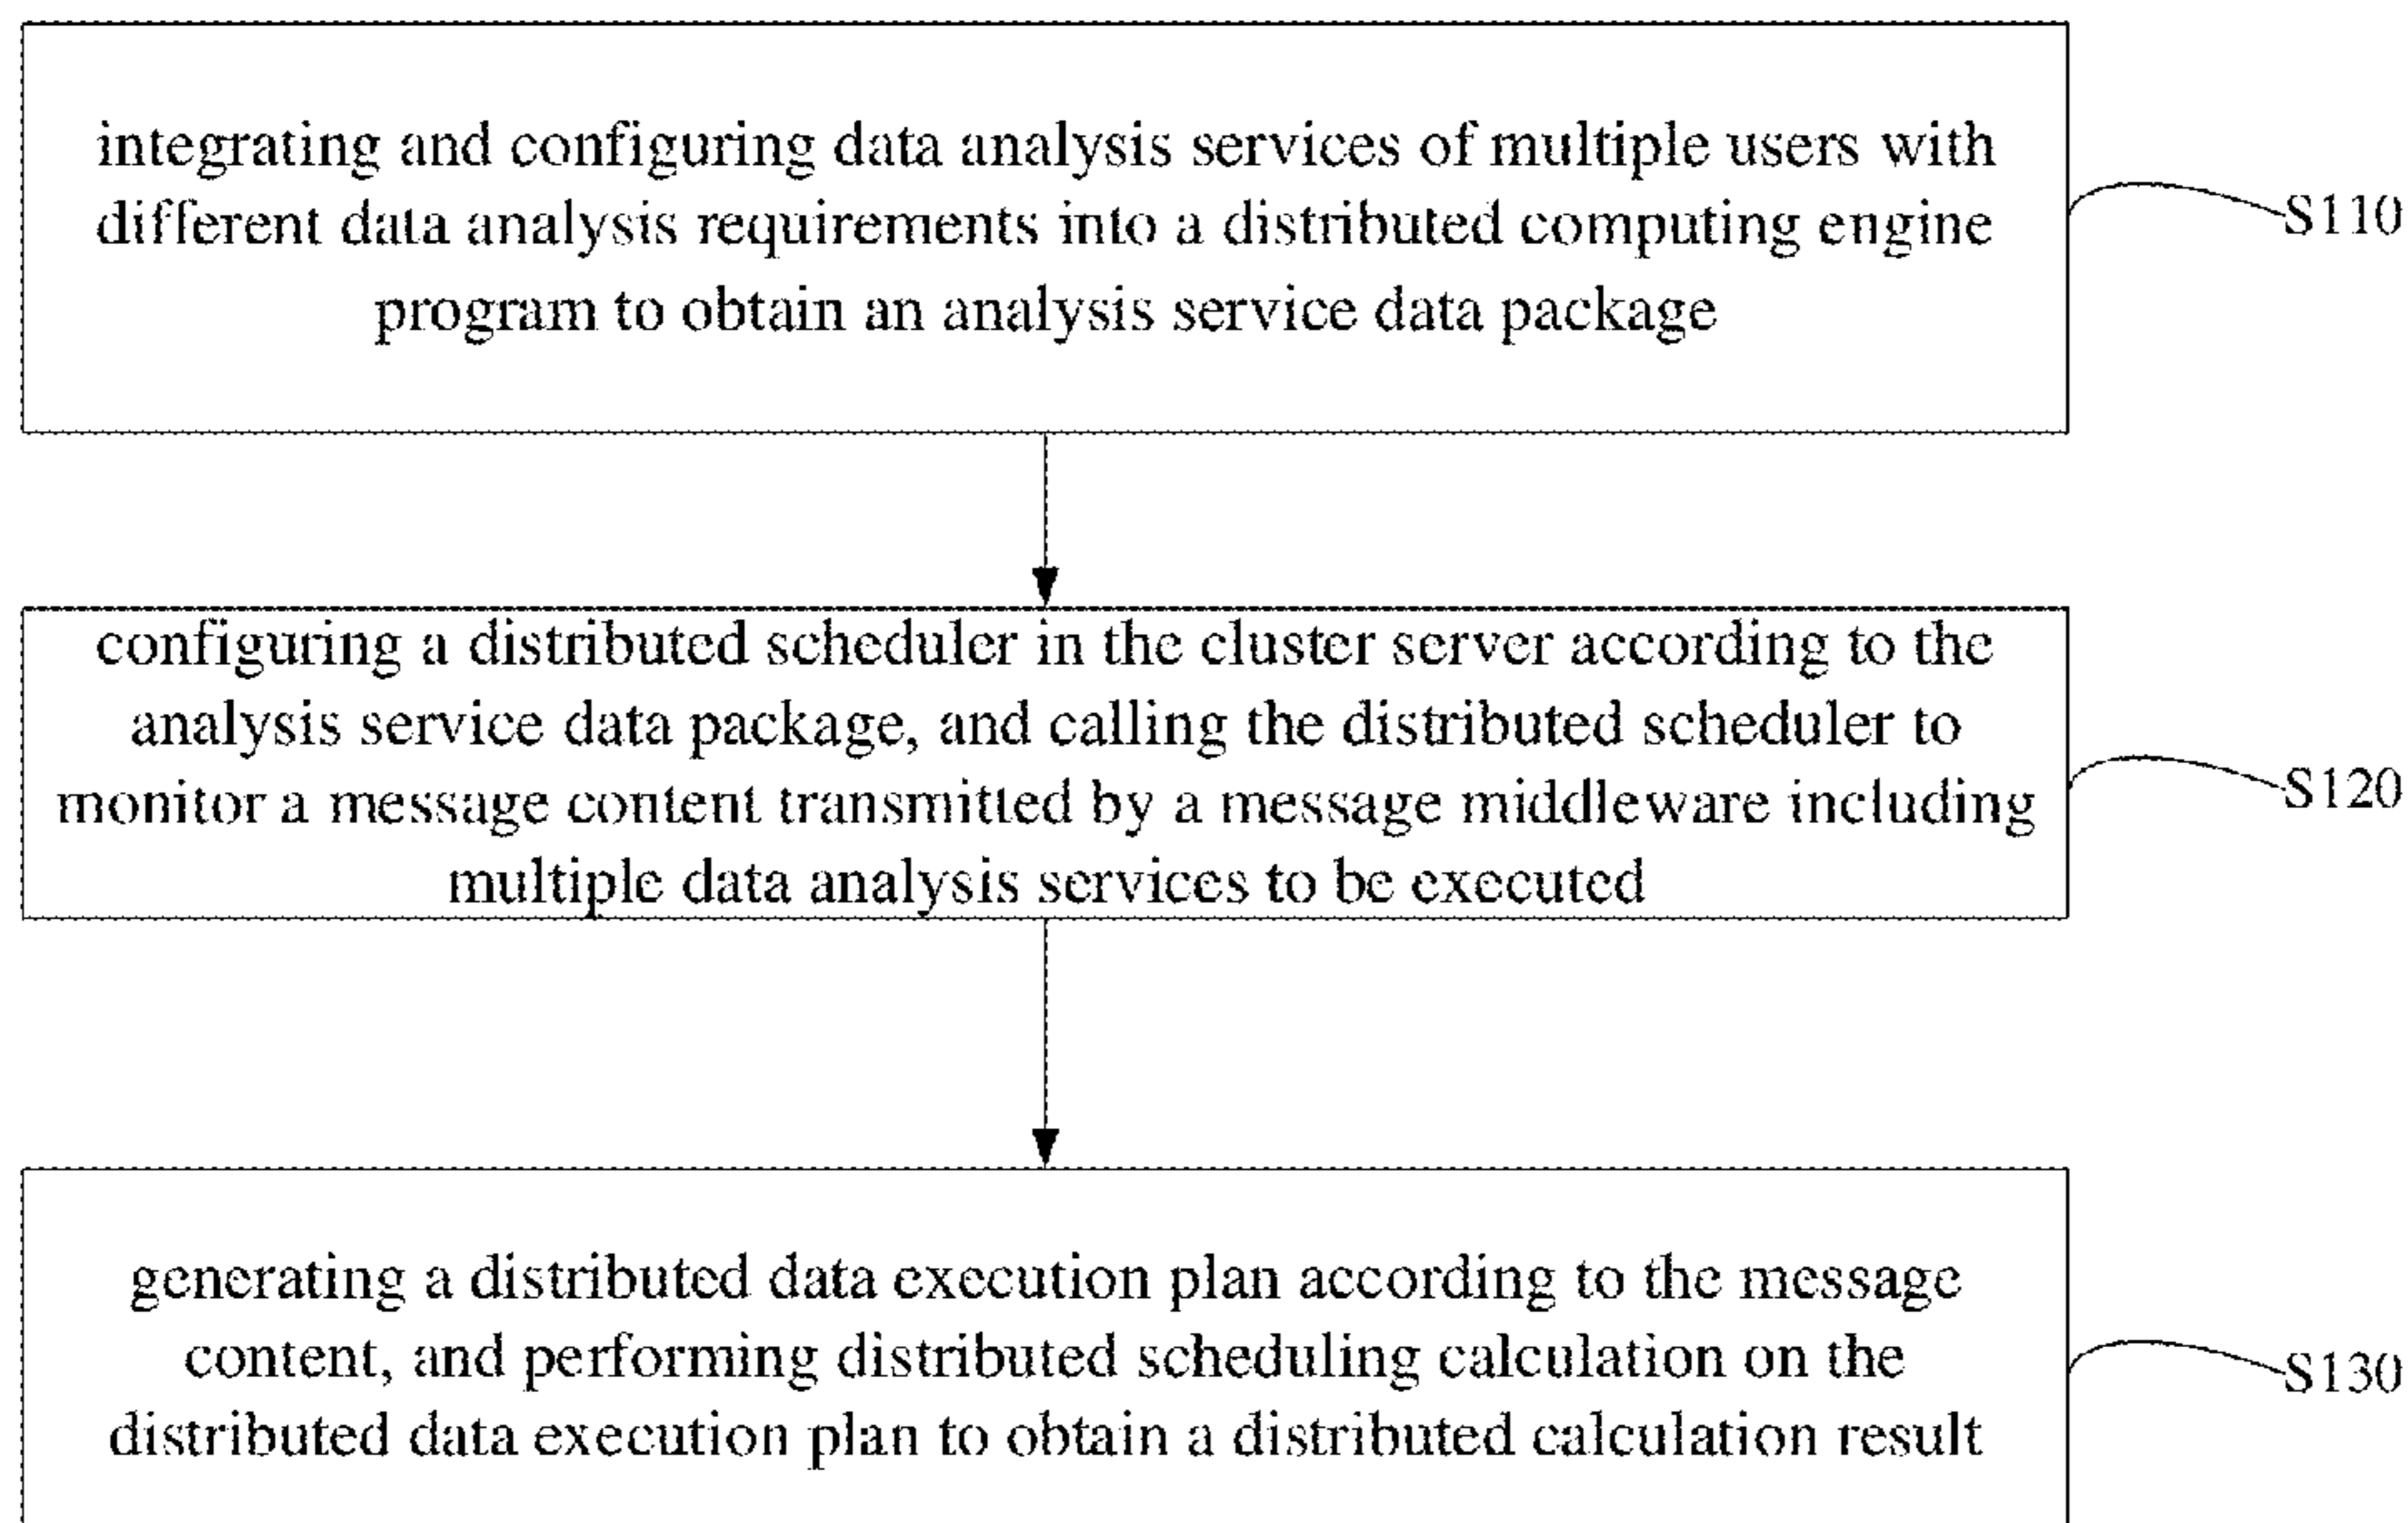 integrating and configuring data analysis services of multiple users with
different data analysis requirements into a distributed computing engine
program to obtain an analysis service data package
S110
configuring a distributed scheduler in the cluster server according to the
analysis service data package, and calling the distributed scheduler to
monitor a message content transmitted by a message middleware including
multiple data analysis services to be executed
S120
generating a distributed data execution plan according to the message
content, and performing distributed scheduling calculation on the
distributed data execution plan to obtain a distributed calculation result
S130